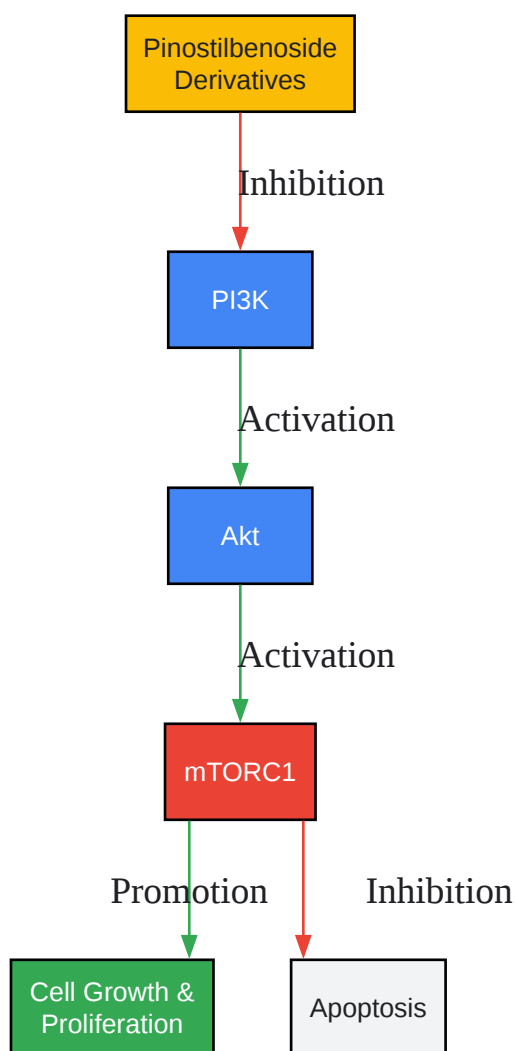 Pinostilbenoside
Derivatives
Inhibition
PI3K
Activation
Akt
Activation
mTORC1
Promotion
Inhibition
Cell Growth &
Proliferation
Apoptosis